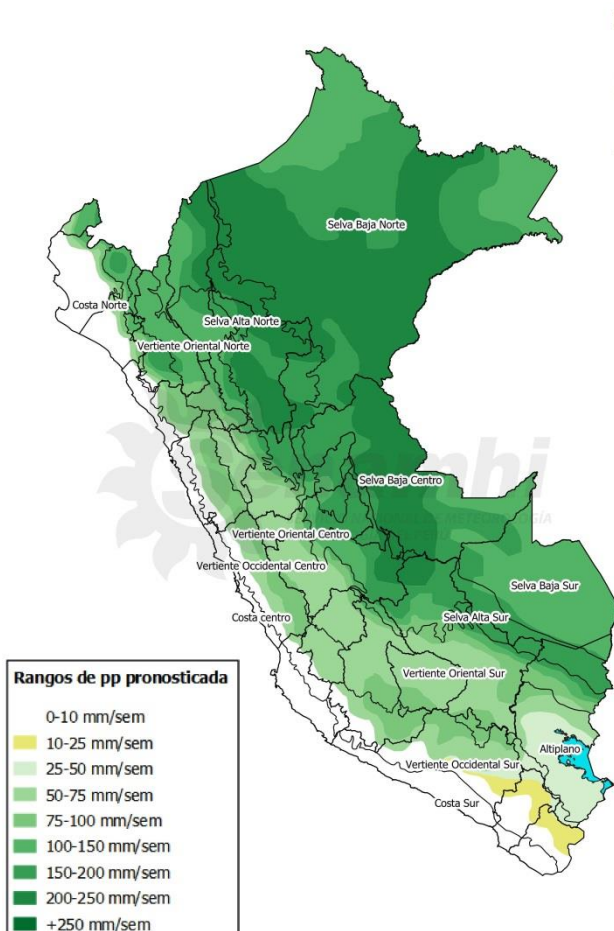 Selva Baja Norte
Costa Norte
Selva Alta Norte
Vertiente Oriental Norte
Selva Baja Centro
Vertiente Oriental Centro
Vertiente Occidental Centro
Selva Baja Sur
Costa centro
Selva Alta Sur
Vertiente Oriental Sur
Altiplano
Vertiente Occidental Sur
Costa Sur
Rangos de pp pronosticada
0-10 mm/sem
10-25 mm/sem
25-50 mm/sem
50-75 mm/sem
75-100 mm/sem
100-150 mm/sem
150-200 mm/sem
200-250 mm/sem
+250 mm/sem